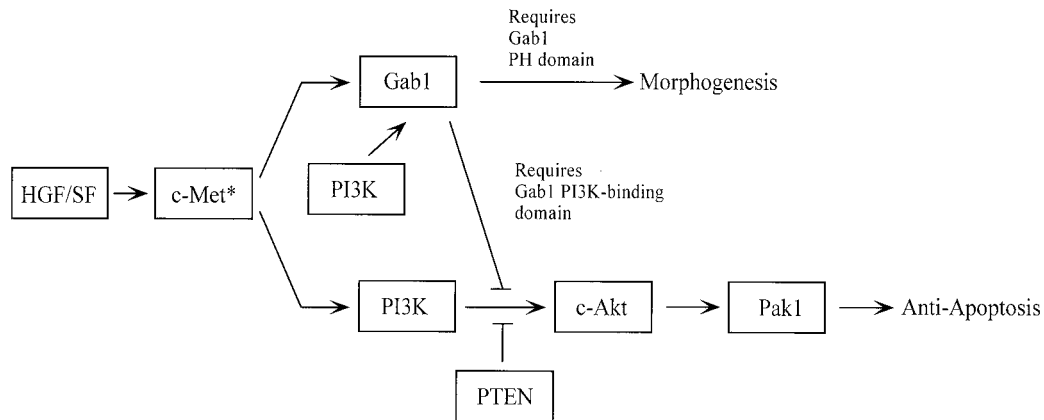 Requires
Gab1
PH domain
Gab1
Morphogenesis
PI3K
Requires
Gab1 PI3K-binding
domain
HGF/SF
c-Met*
PI3K
c-Akt
Pak1
Anti-Apoptosis
PTEN